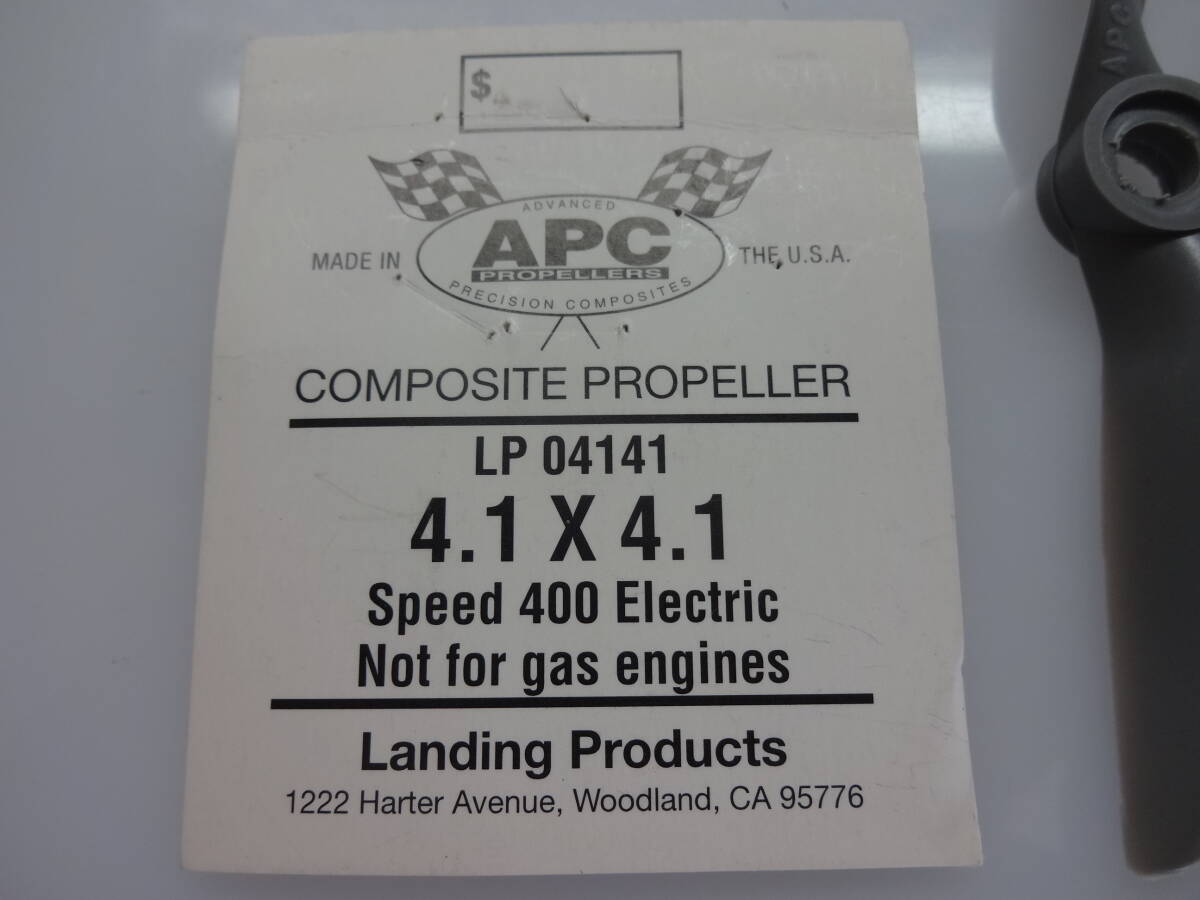 $
ADVANCED
MADE IN APC THE U.S.A.
PROPELLERS
PRECISION COMPOSITES
COMPOSITE PROPELLER
LP 04141
4.1 X 4.1
Speed 400 Electric
Not for gas engines
Landing Products
1222 Harter Avenue, Woodland, CA 95776
APC